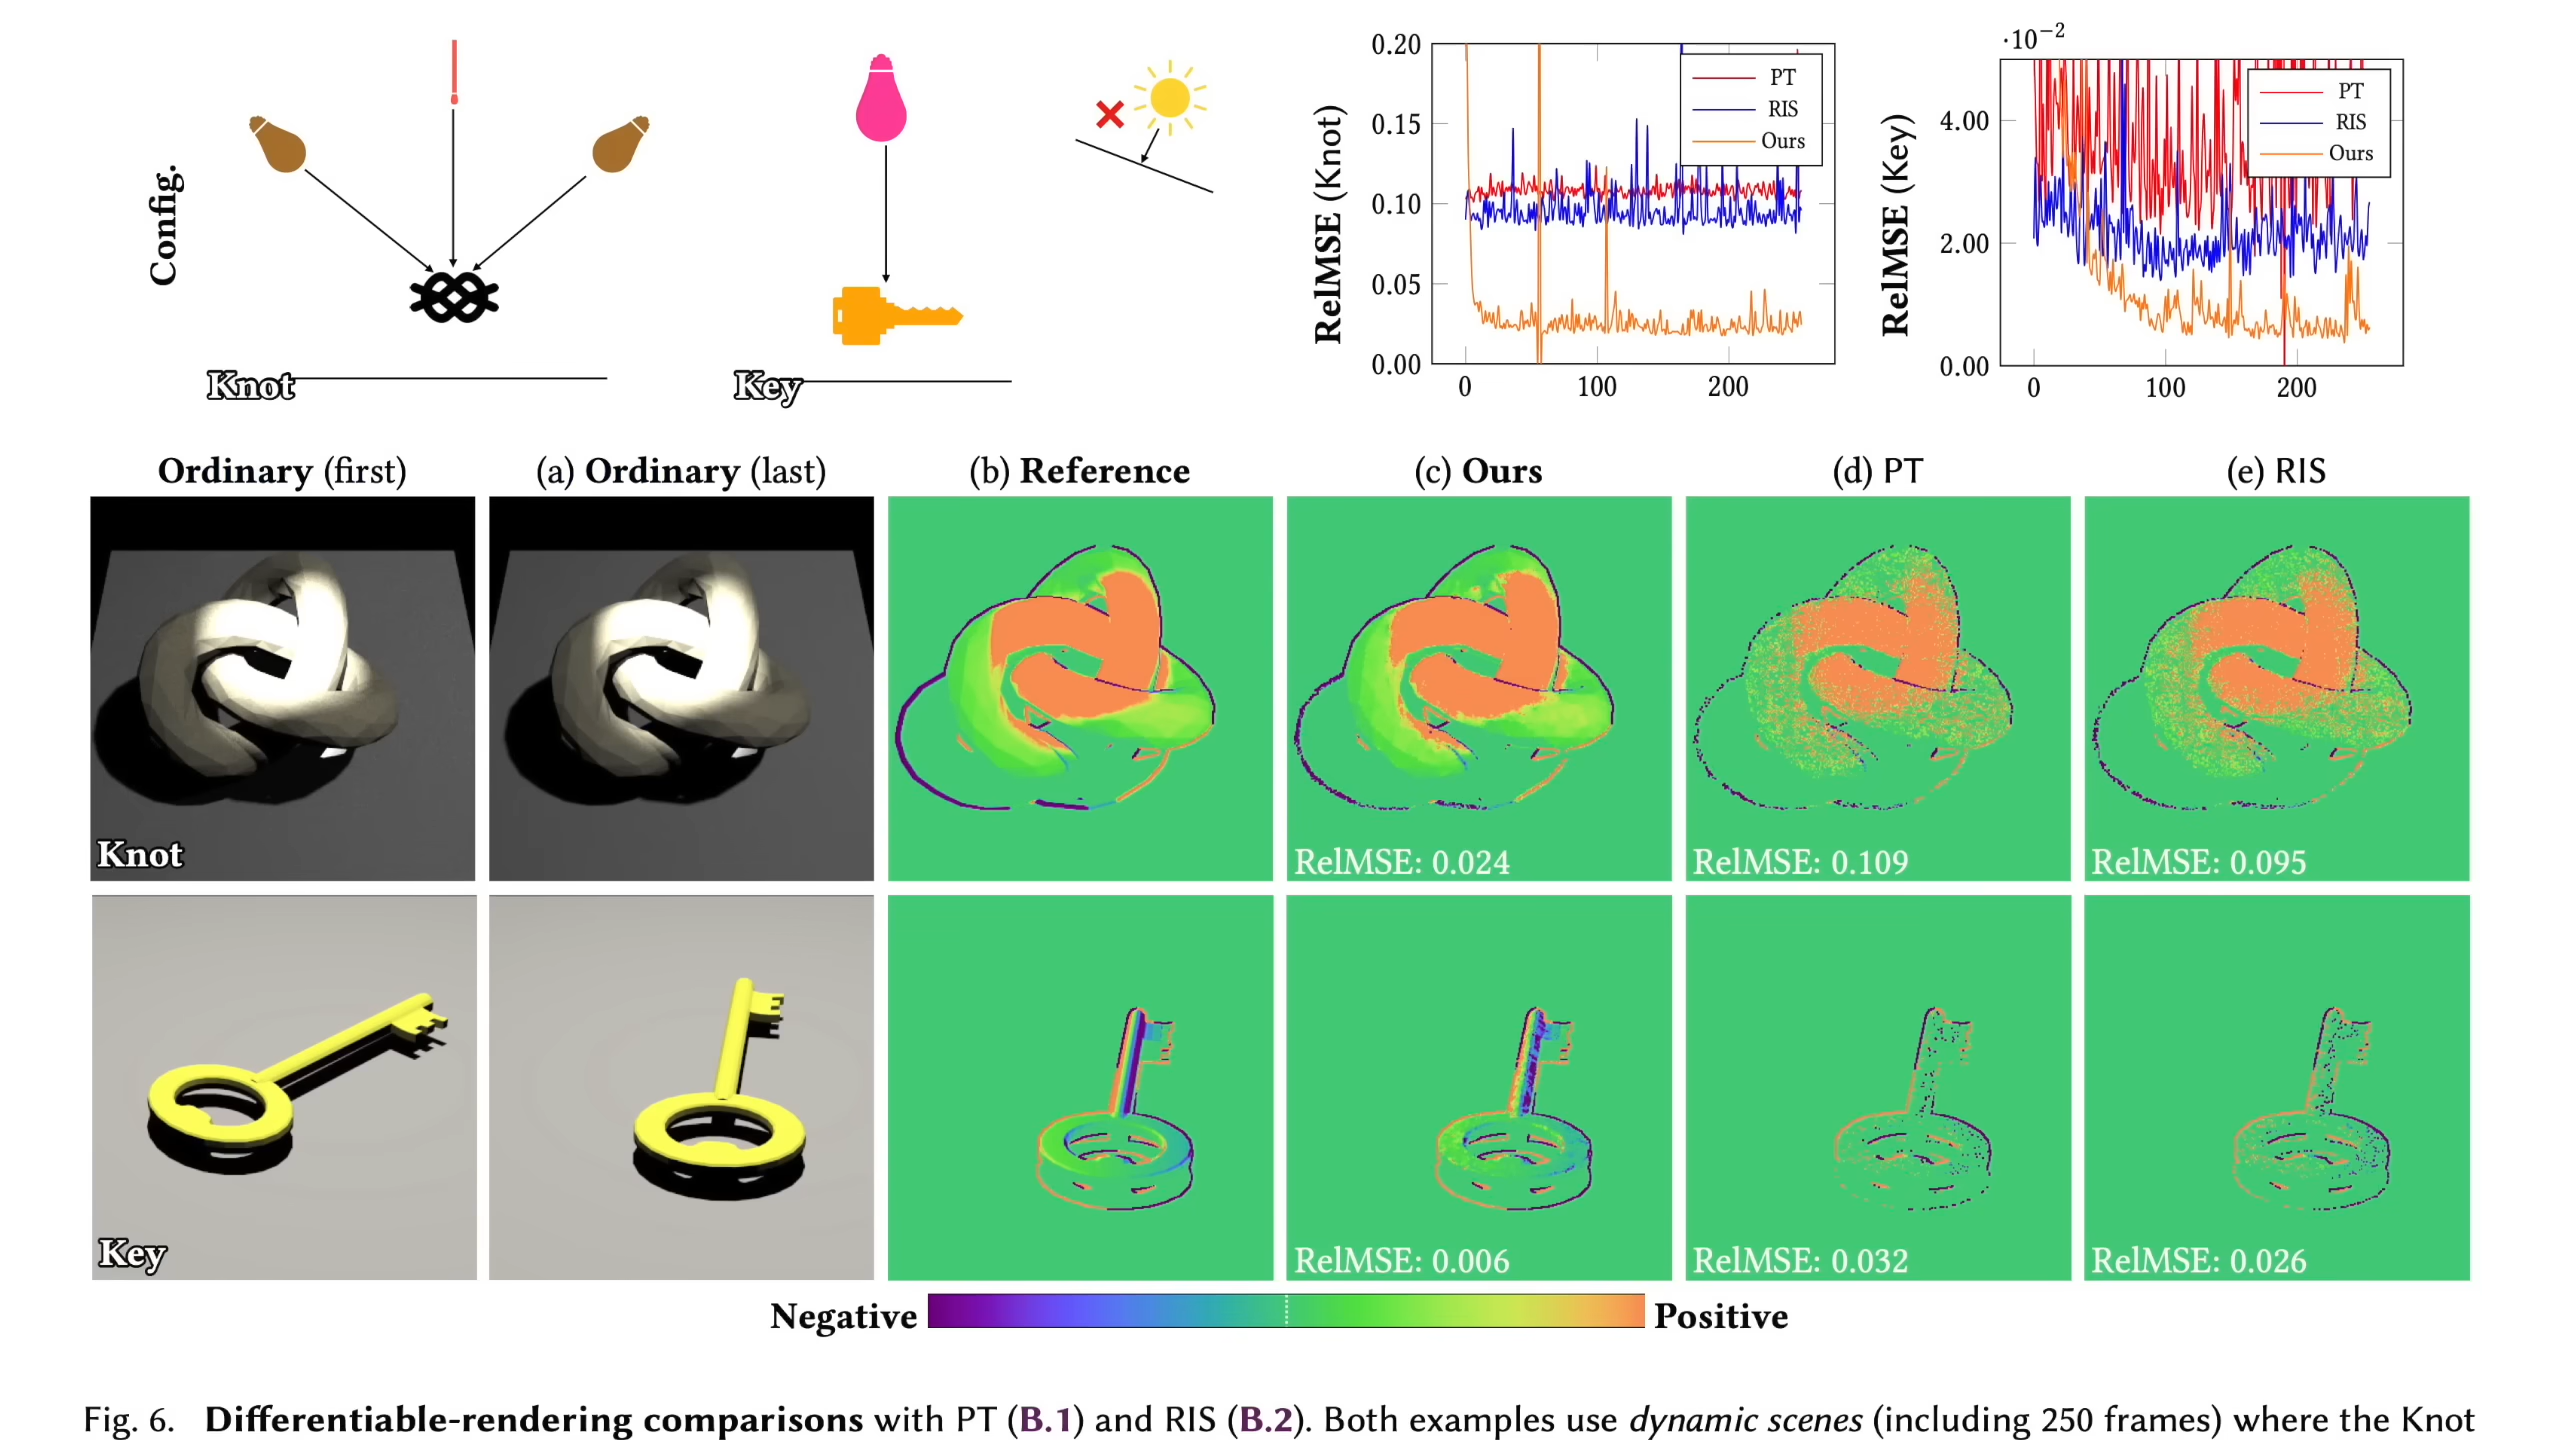 Config.
Knot
Key
RelMSE (Knot)
0.20
0.15
0.10
0.05
0.00
0
100
200
PT
RIS
Ours
RelMSE (Key)
·10⁻²
4.00
2.00
0.00
0
100
200
PT
RIS
Ours
Ordinary (first)
(a) Ordinary (last)
(b) Reference
(c) Ours
(d) PT
(e) RIS
Knot
RelMSE: 0.024
RelMSE: 0.109
RelMSE: 0.095
Key
RelMSE: 0.006
RelMSE: 0.032
RelMSE: 0.026
Negative
Positive
Fig. 6. Differentiable-rendering comparisons with PT (B.1) and RIS (B.2). Both examples use dynamic scenes (including 250 frames) where the Knot